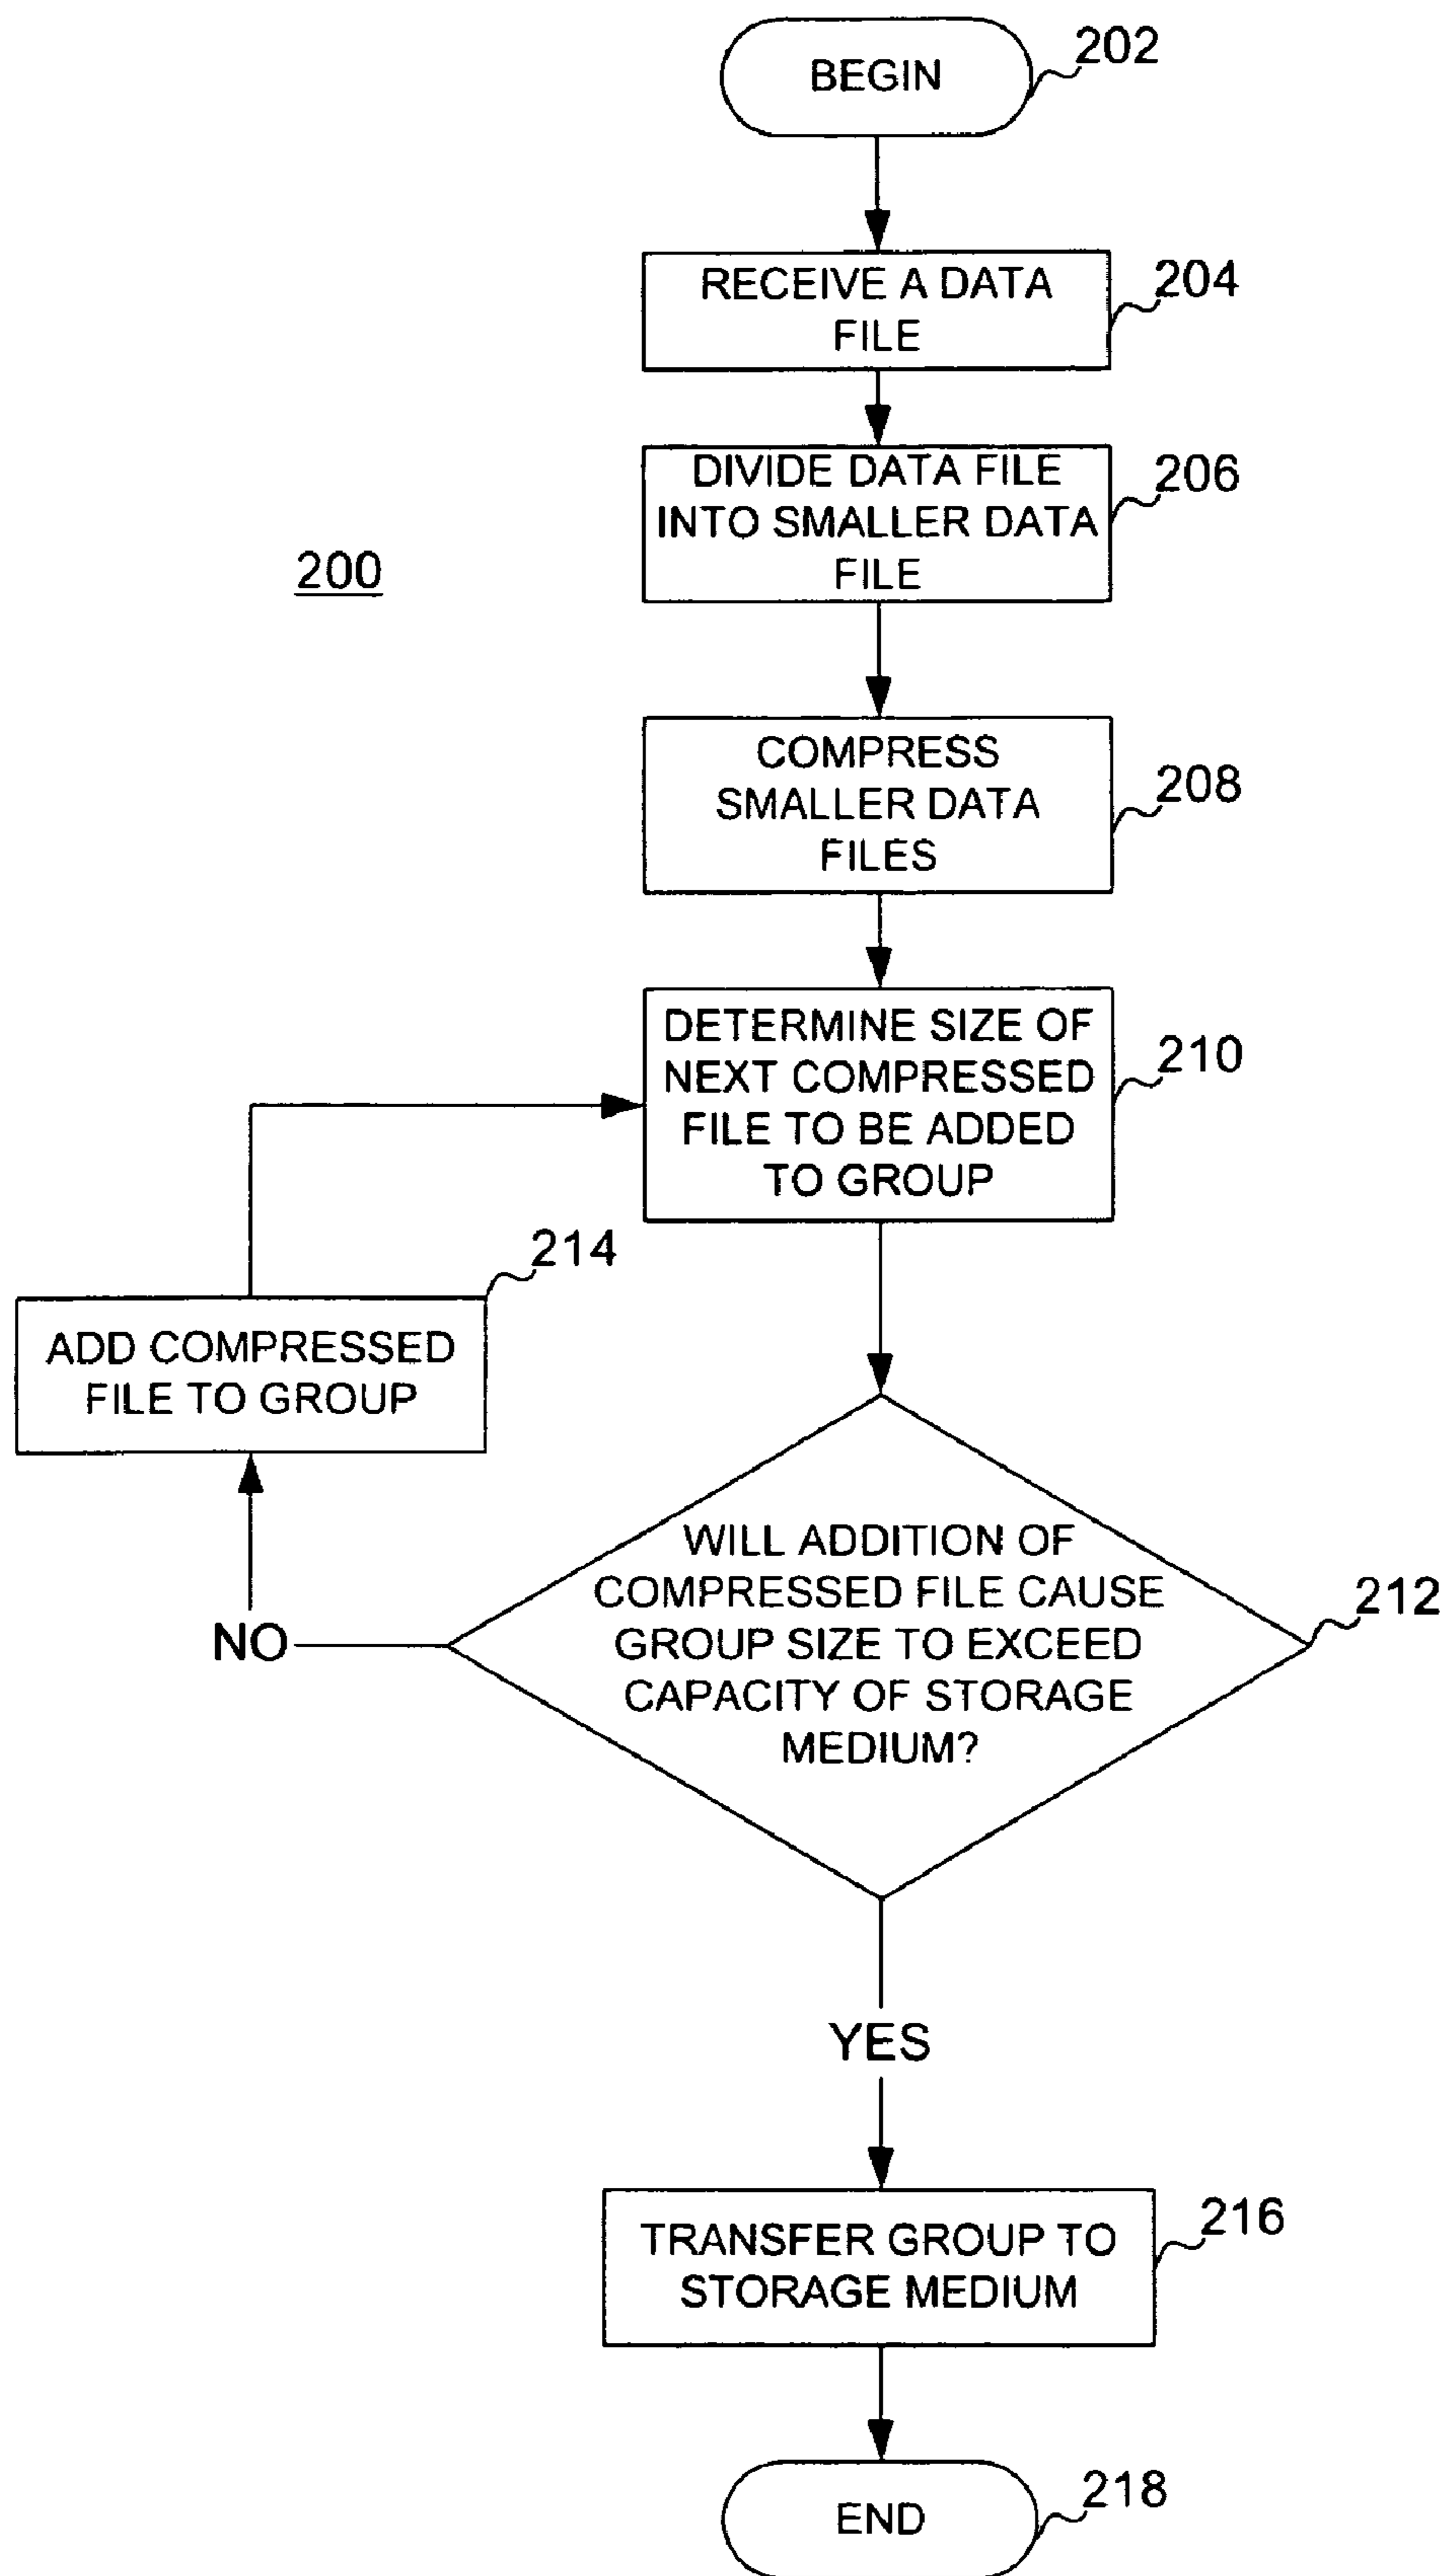 BEGIN
202
RECEIVE A DATA
FILE
204
DIVIDE DATA FILE
INTO SMALLER DATA
FILE
206
200
COMPRESS
SMALLER DATA
FILES
208
DETERMINE SIZE OF
NEXT COMPRESSED
FILE TO BE ADDED
TO GROUP
210
214
ADD COMPRESSED
FILE TO GROUP
WILL ADDITION OF
COMPRESSED FILE CAUSE
GROUP SIZE TO EXCEED
CAPACITY OF STORAGE
MEDIUM?
212
NO
YES
TRANSFER GROUP TO
STORAGE MEDIUM
216
END
218